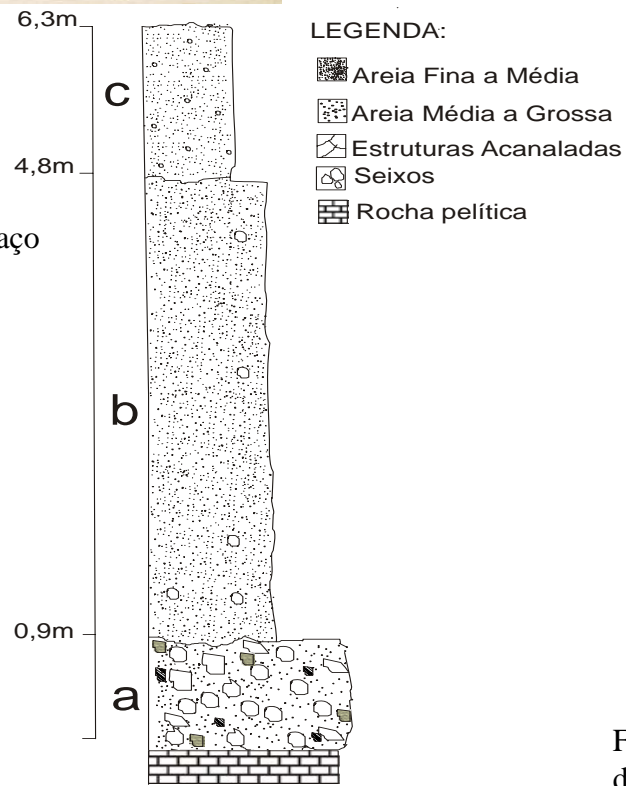 6,3m
c
4,8m
aço
b
0,9m
a
LEGENDA:
Areia Fina a Média
Areia Média a Grossa
Estruturas Acanaladas
Seixos
Rocha pelítica
F
d